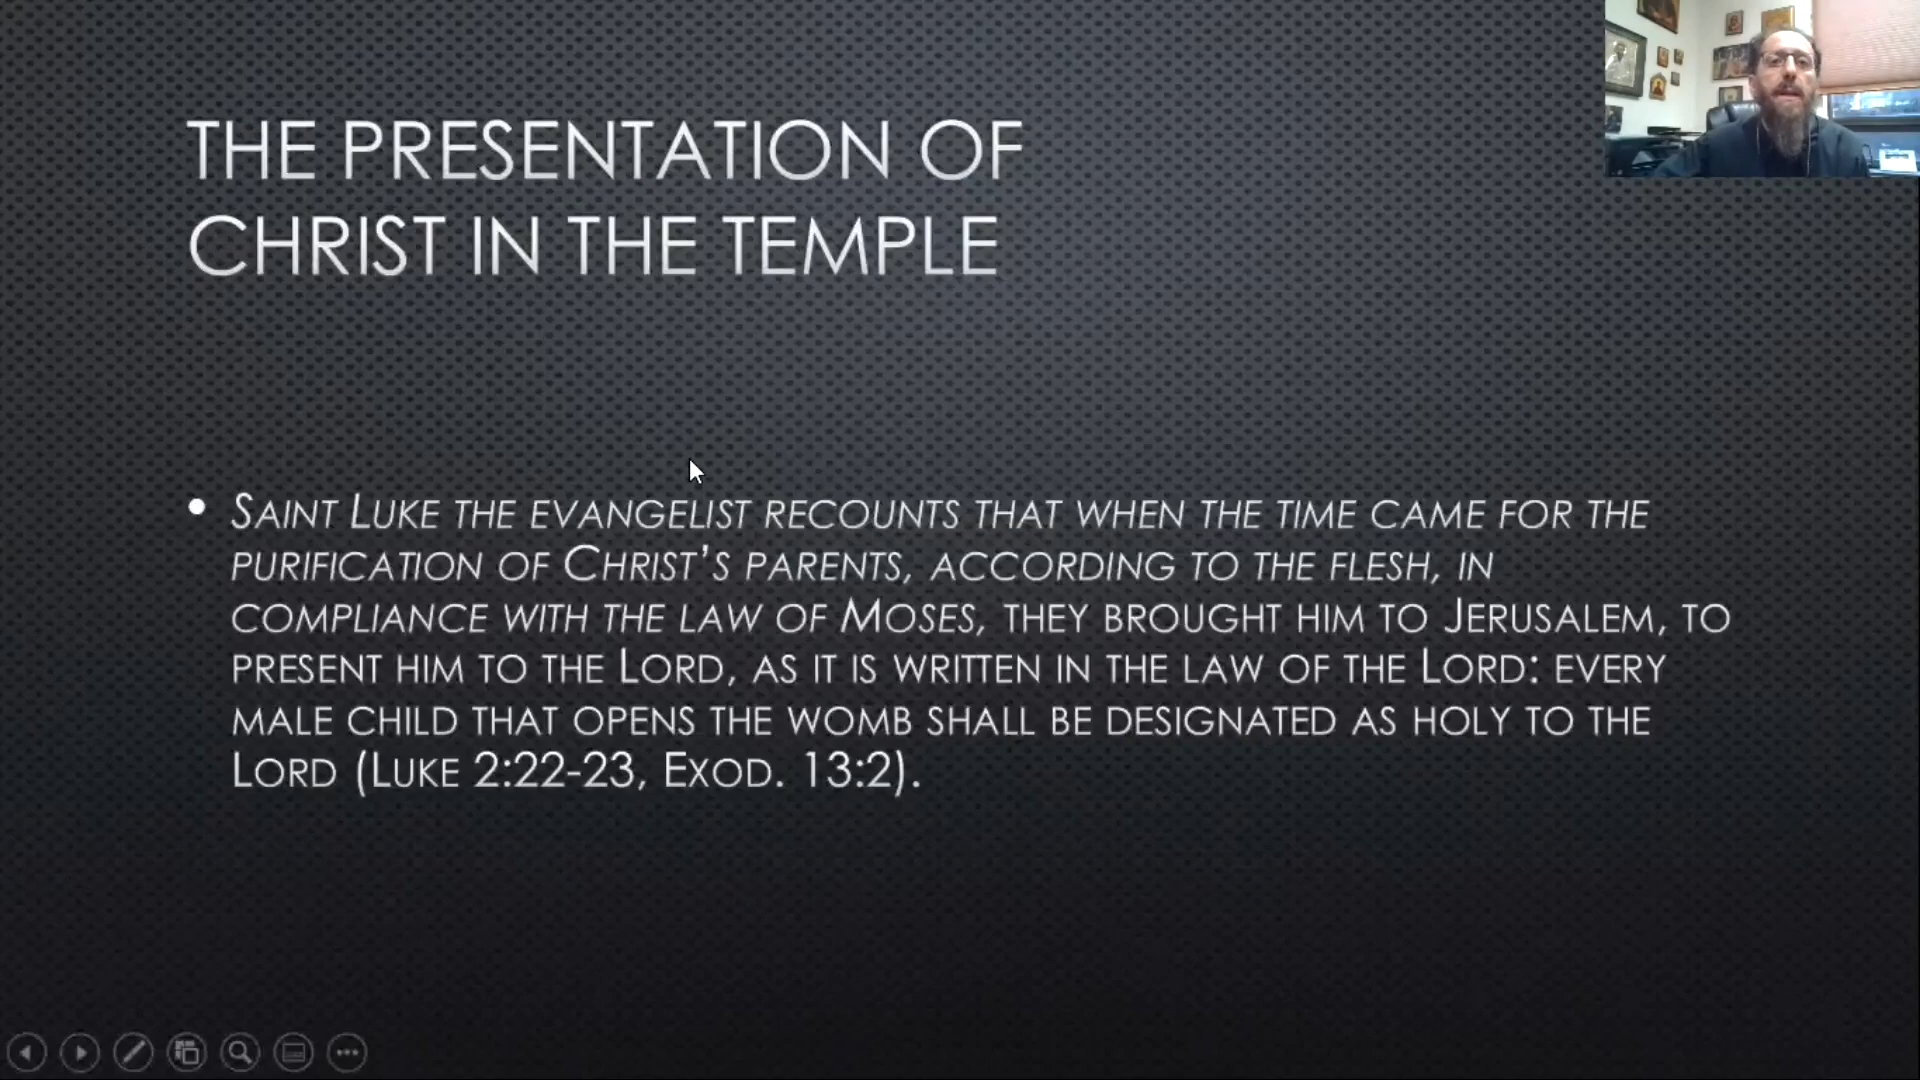 THE PRESENTATION OF
CHRIST IN THE TEMPLE
• SAINT LUKE THE EVANGELIST RECOUNTS THAT WHEN THE TIME CAME FOR THE
PURIFICATION OF CHRIST’S PARENTS, ACCORDING TO THE FLESH, IN
COMPLIANCE WITH THE LAW OF MOSES, THEY BROUGHT HIM TO JERUSALEM, TO
PRESENT HIM TO THE LORD, AS IT IS WRITTEN IN THE LAW OF THE LORD: EVERY
MALE CHILD THAT OPENS THE WOMB SHALL BE DESIGNATED AS HOLY TO THE
LORD (LUKE 2:22-23, EXOD. 13:2).